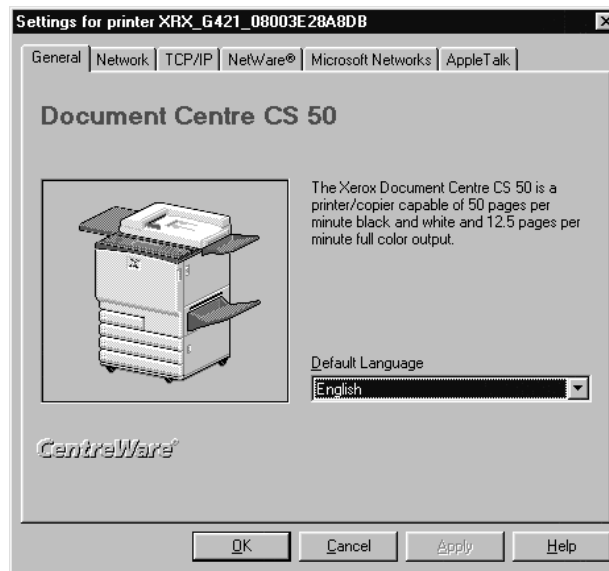 Settings for printer XRX_G421_08003E28A8DB
General Network TCP/IP NetWare® Microsoft Networks AppleTalk
Document Centre CS 50
The Xerox Document Centre CS 50 is a
printer/copier capable of 50 pages per
minute black and white and 12.5 pages per
minute full color output.
Default Language
English
CentreWare®
OK Cancel Apply Help